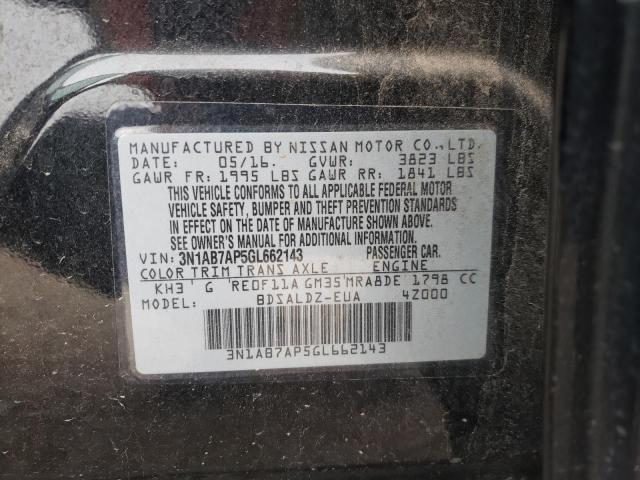 MANUFACTURED BY NISSAN MOTOR CO.,LTD.
DATE: 05/16. GVWR: 3823 LBS
GAWR FR: 1995 LBS GAWR RR: 1841 LBS
THIS VEHICLE CONFORMS TO ALL APPLICABLE FEDERAL MOTOR
VEHICLE SAFETY, BUMPER AND THEFT PREVENTION STANDARDS
IN EFFECT ON THE DATE OF MANUFACTURE SHOWN ABOVE.
SEE OWNER'S MANUAL FOR ADDITIONAL INFORMATION.
VIN: 3N1AB7AP5GL662143 PASSENGER CAR.
COLOR TRIM TRANS AXLE ENGINE
KH3 G RE0F11A GM35 MRA8DE 1798 CC
BDSALDZ-EUA 4Z000
3N1AB7AP5GL662143